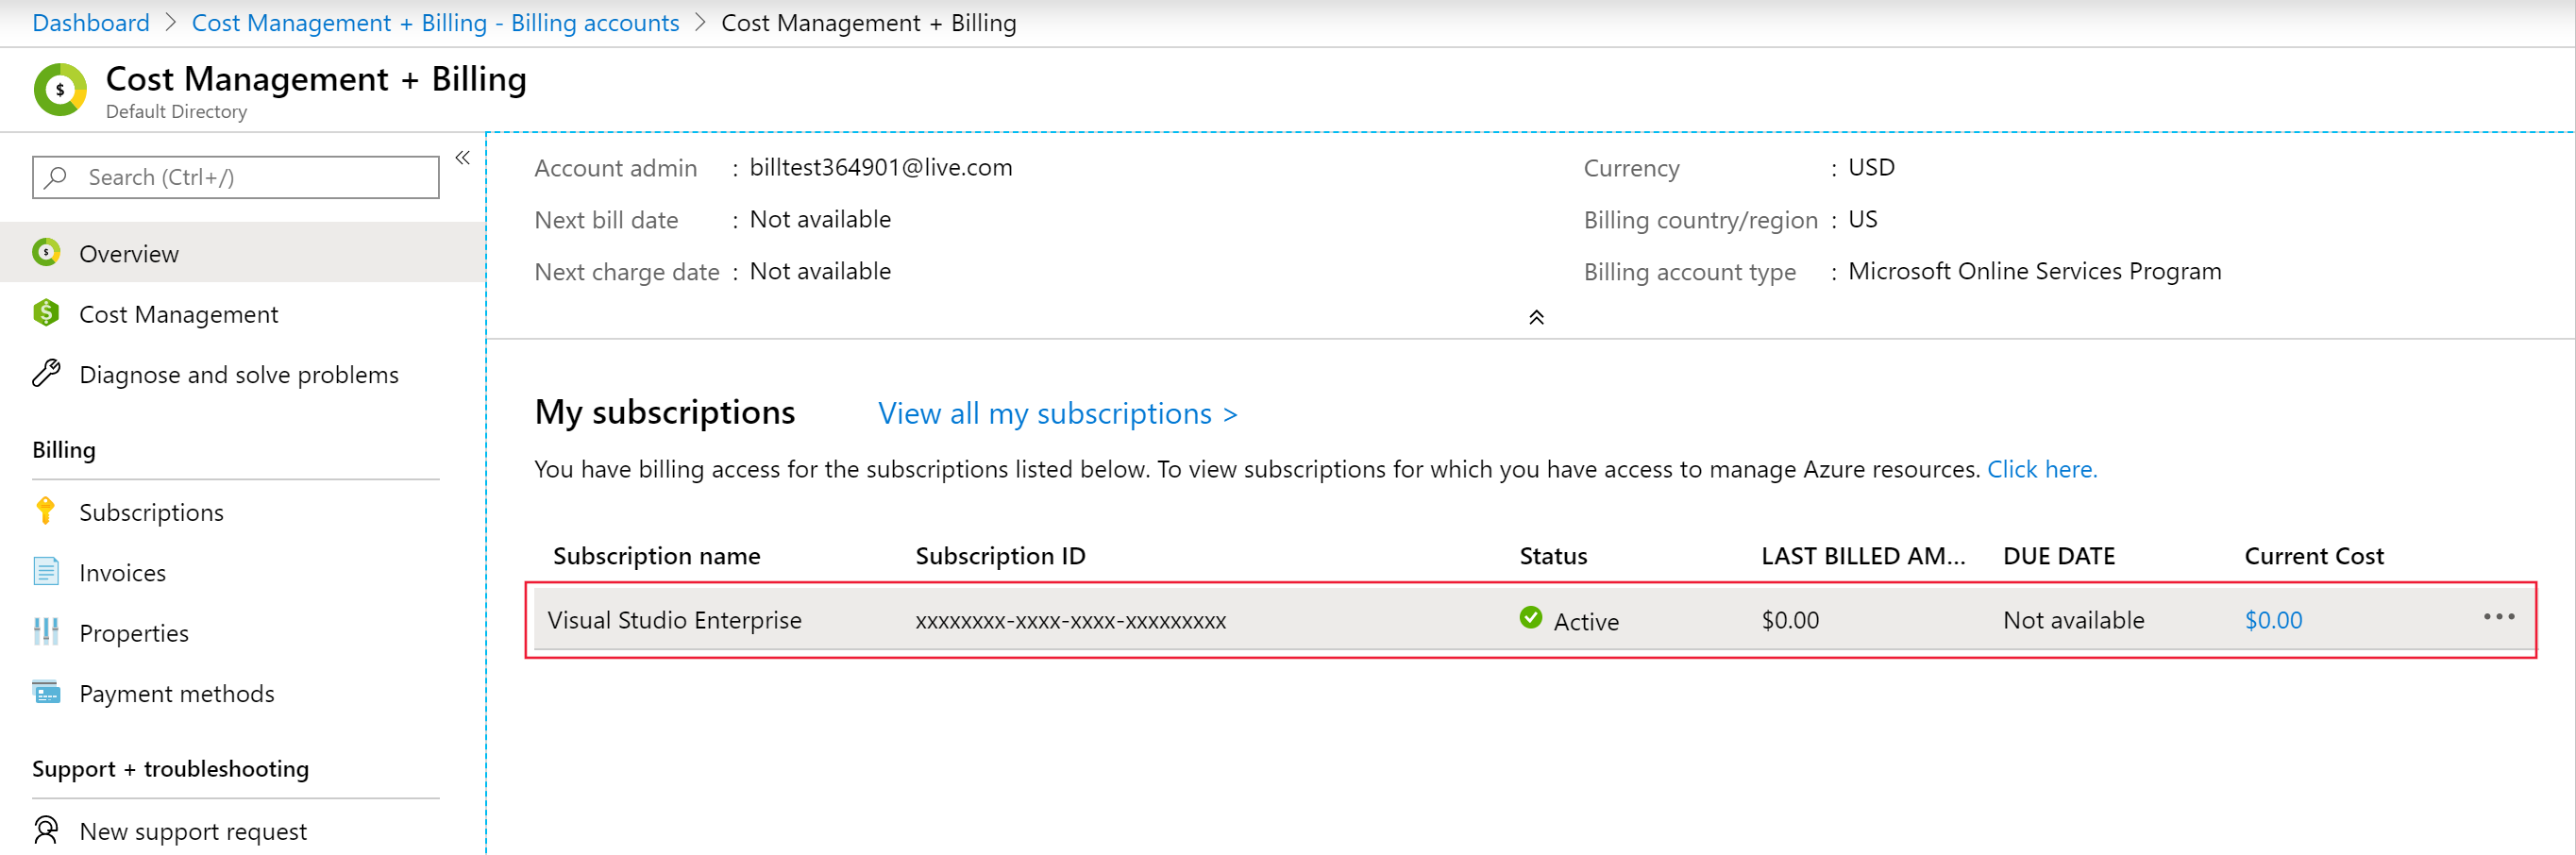 Dashboard > Cost Management + Billing - Billing accounts > Cost Management + Billing
$ Cost Management + Billing
Default Directory
Search (Ctrl+/) «
$ Overview
$ Cost Management
Diagnose and solve problems
Billing
Subscriptions
Invoices
Properties
Payment methods
Support + troubleshooting
New support request
Account admin : billtest364901@live.com
Next bill date : Not available
Next charge date : Not available
Currency : USD
Billing country/region : US
Billing account type : Microsoft Online Services Program
My subscriptions View all my subscriptions >
You have billing access for the subscriptions listed below. To view subscriptions for which you have access to manage Azure resources. Click here.
Subscription name Subscription ID Status LAST BILLED AM... DUE DATE Current Cost
Visual Studio Enterprise xxxxxxxx-xxxx-xxxx-xxxxxxxxx Active $0.00 Not available $0.00 ...